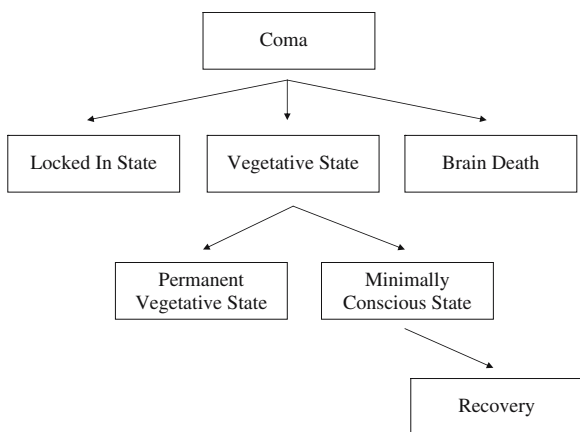 Coma
Locked In State
Vegetative State
Brain Death
Permanent
Vegetative State
Minimally
Conscious State
Recovery